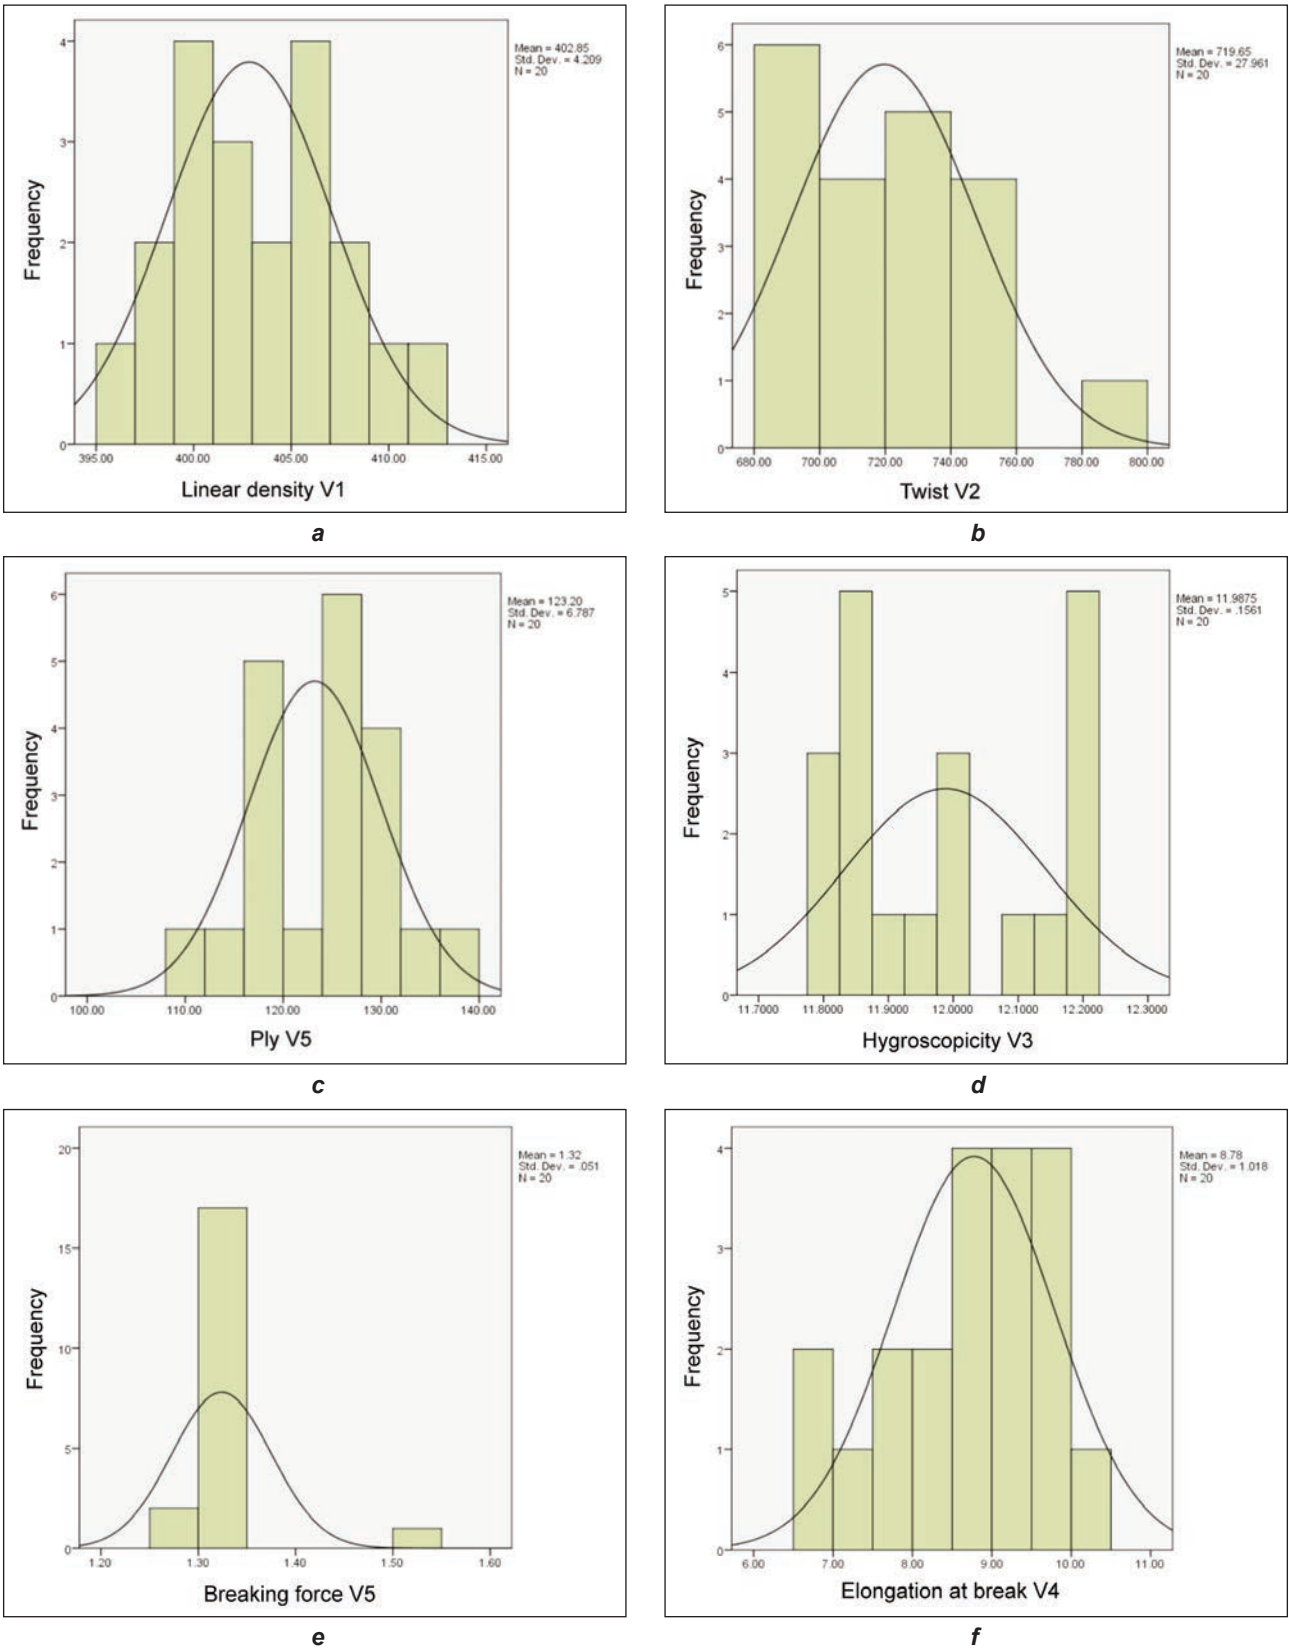 Mean = 402.85
Std. Dev. = 4.209
N = 20
Frequency
4
3
2
1
0
395.00 400.00 405.00 410.00 415.00
Linear density V1
a
Mean = 719.65
Std. Dev. = 27.961
N = 20
Frequency
6
5
4
3
2
1
0
680.00 700.00 720.00 740.00 760.00 780.00 800.00
Twist V2
b
Mean = 123.20
Std. Dev. = 6.787
N = 20
Frequency
6
5
4
3
2
1
0
100.00 110.00 120.00 130.00 140.00
Ply V5
c
Mean = 11.9875
Std. Dev. = .1561
N = 20
Frequency
5
4
3
2
1
0
11.7000 11.8000 11.9000 12.0000 12.1000 12.2000 12.3000
Hygroscopicity V3
d
Mean = 1.32
Std. Dev. = .051
N = 20
Frequency
20
15
10
5
0
1.20 1.30 1.40 1.50 1.60
Breaking force V5
e
Mean = 8.78
Std. Dev. = 1.018
N = 20
Frequency
4
3
2
1
0
6.00 7.00 8.00 9.00 10.00 11.00
Elongation at break V4
f